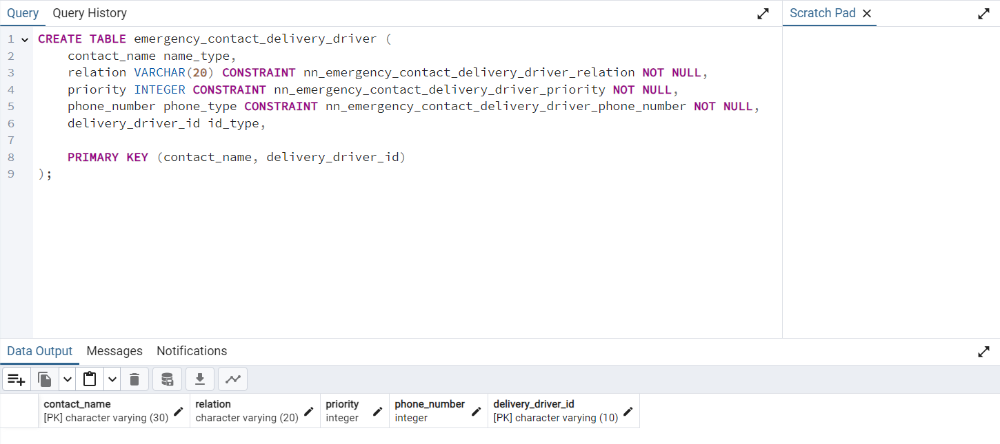 Query Query History Scratch Pad
1 CREATE TABLE emergency_contact_delivery_driver (
2 contact_name name_type,
3 relation VARCHAR(20) CONSTRAINT nn_emergency_contact_delivery_driver_relation NOT NULL,
4 priority INTEGER CONSTRAINT nn_emergency_contact_delivery_driver_priority NOT NULL,
5 phone_number phone_type CONSTRAINT nn_emergency_contact_delivery_driver_phone_number NOT NULL,
6 delivery_driver_id id_type,
7
8 PRIMARY KEY (contact_name, delivery_driver_id)
9 );
Data Output Messages Notifications
contact_name relation priority phone_number delivery_driver_id
[PK] character varying (30) character varying (20) integer integer [PK] character varying (10)